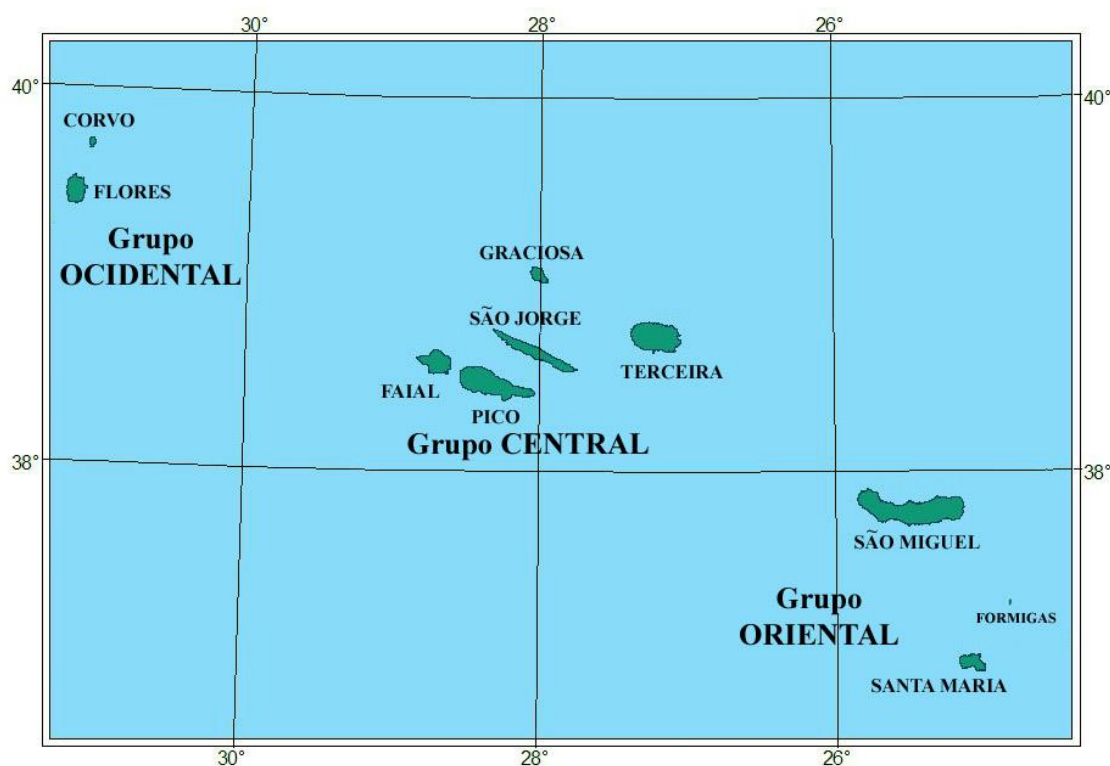 30°
28°
26°
40°
40°
CORVO
FLORES
Grupo
OCIDENTAL
GRACIOSA
SÃO JORGE
TERCEIRA
FAIAL
PICO
Grupo CENTRAL
38°
38°
SÃO MIGUEL
Grupo
ORIENTAL
FORMIGAS
SANTA MARIA
30°
28°
26°